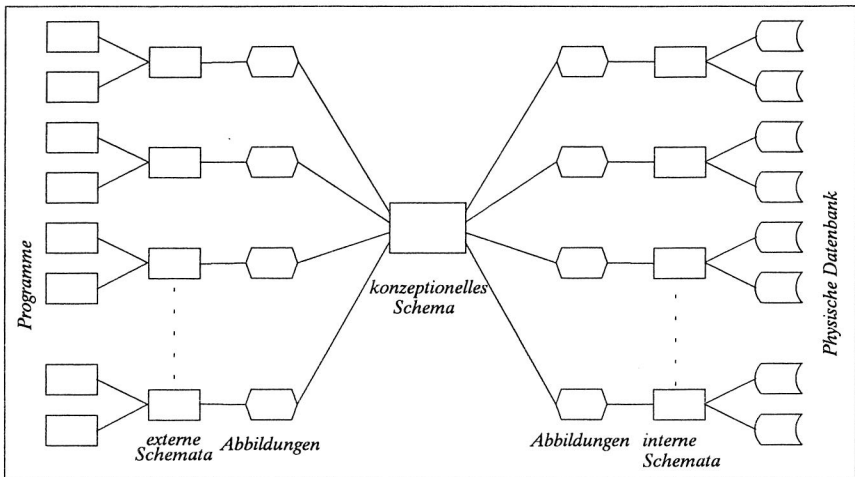 Programme
konzeptionelles
Schema
Physische Datenbank
externe
Schemata
Abbildungen
Abbildungen
interne
Schemata